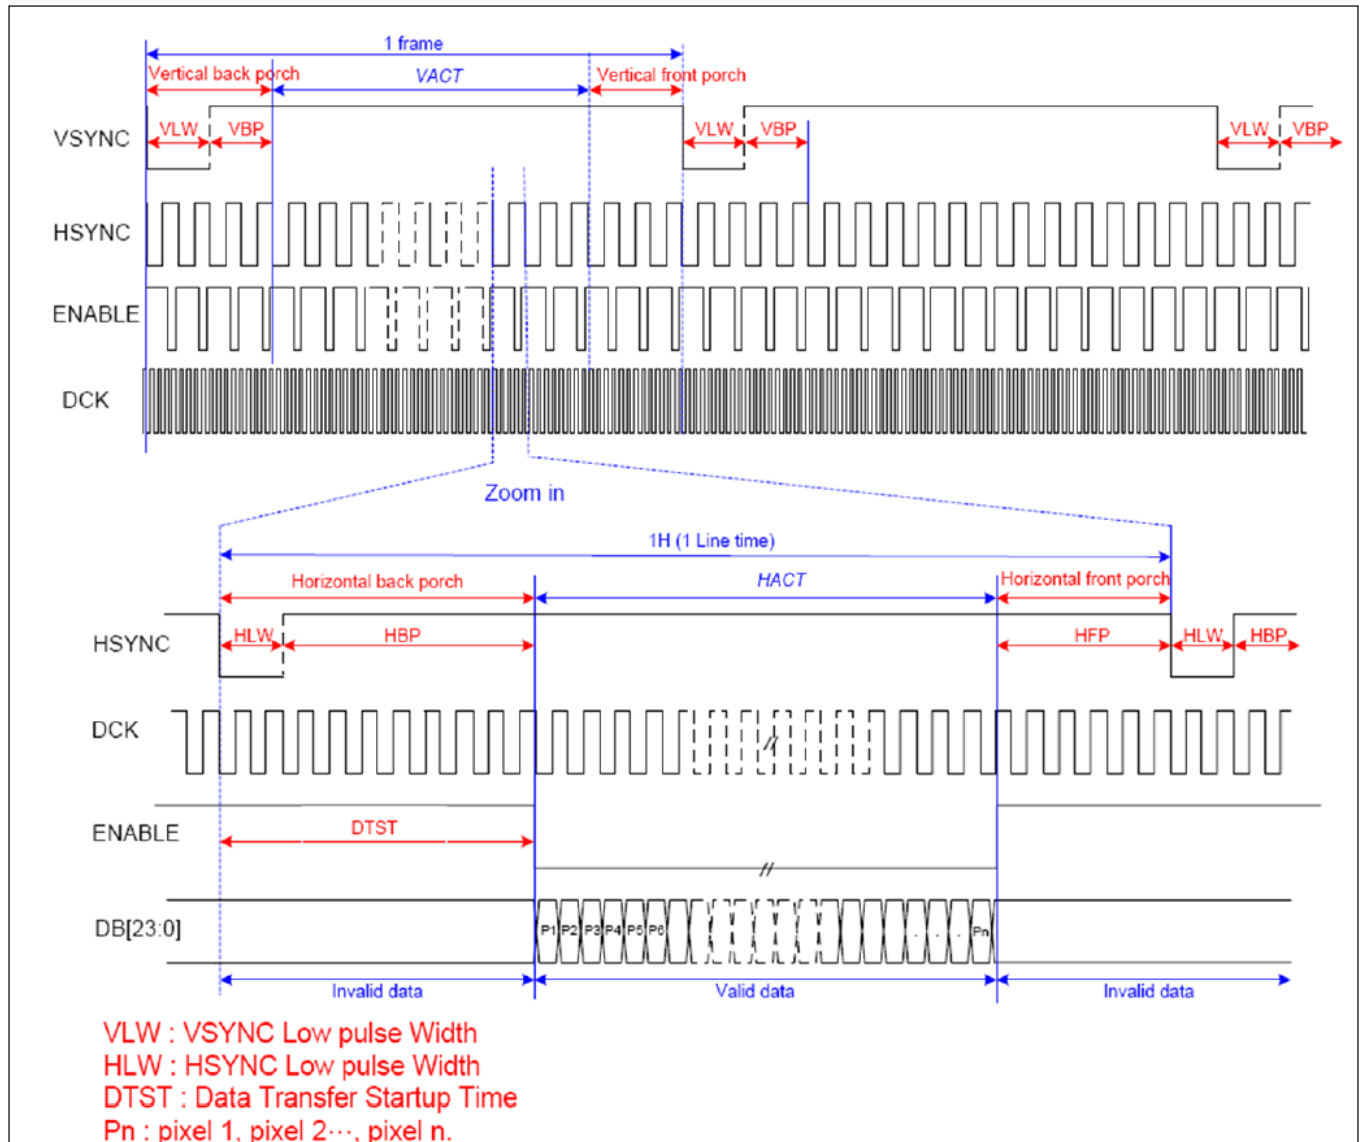 1 frame
Vertical back porch VACT Vertical front porch
VSYNC VLW VBP VLW VBP VLW VBP
HSYNC
ENABLE
DCK
Zoom in
1H (1 Line time)
Horizontal back porch HACT Horizontal front porch
HSYNC HLW HBP HFP HLW HBP
DCK //
ENABLE DTST
//
DB[23:0] P1 P2 P3 P4 P5 P6 . . . Pn
Invalid data Valid data Invalid data
VLW : VSYNC Low pulse Width
HLW : HSYNC Low pulse Width
DTST : Data Transfer Startup Time
Pn : pixel 1, pixel 2···, pixel n.